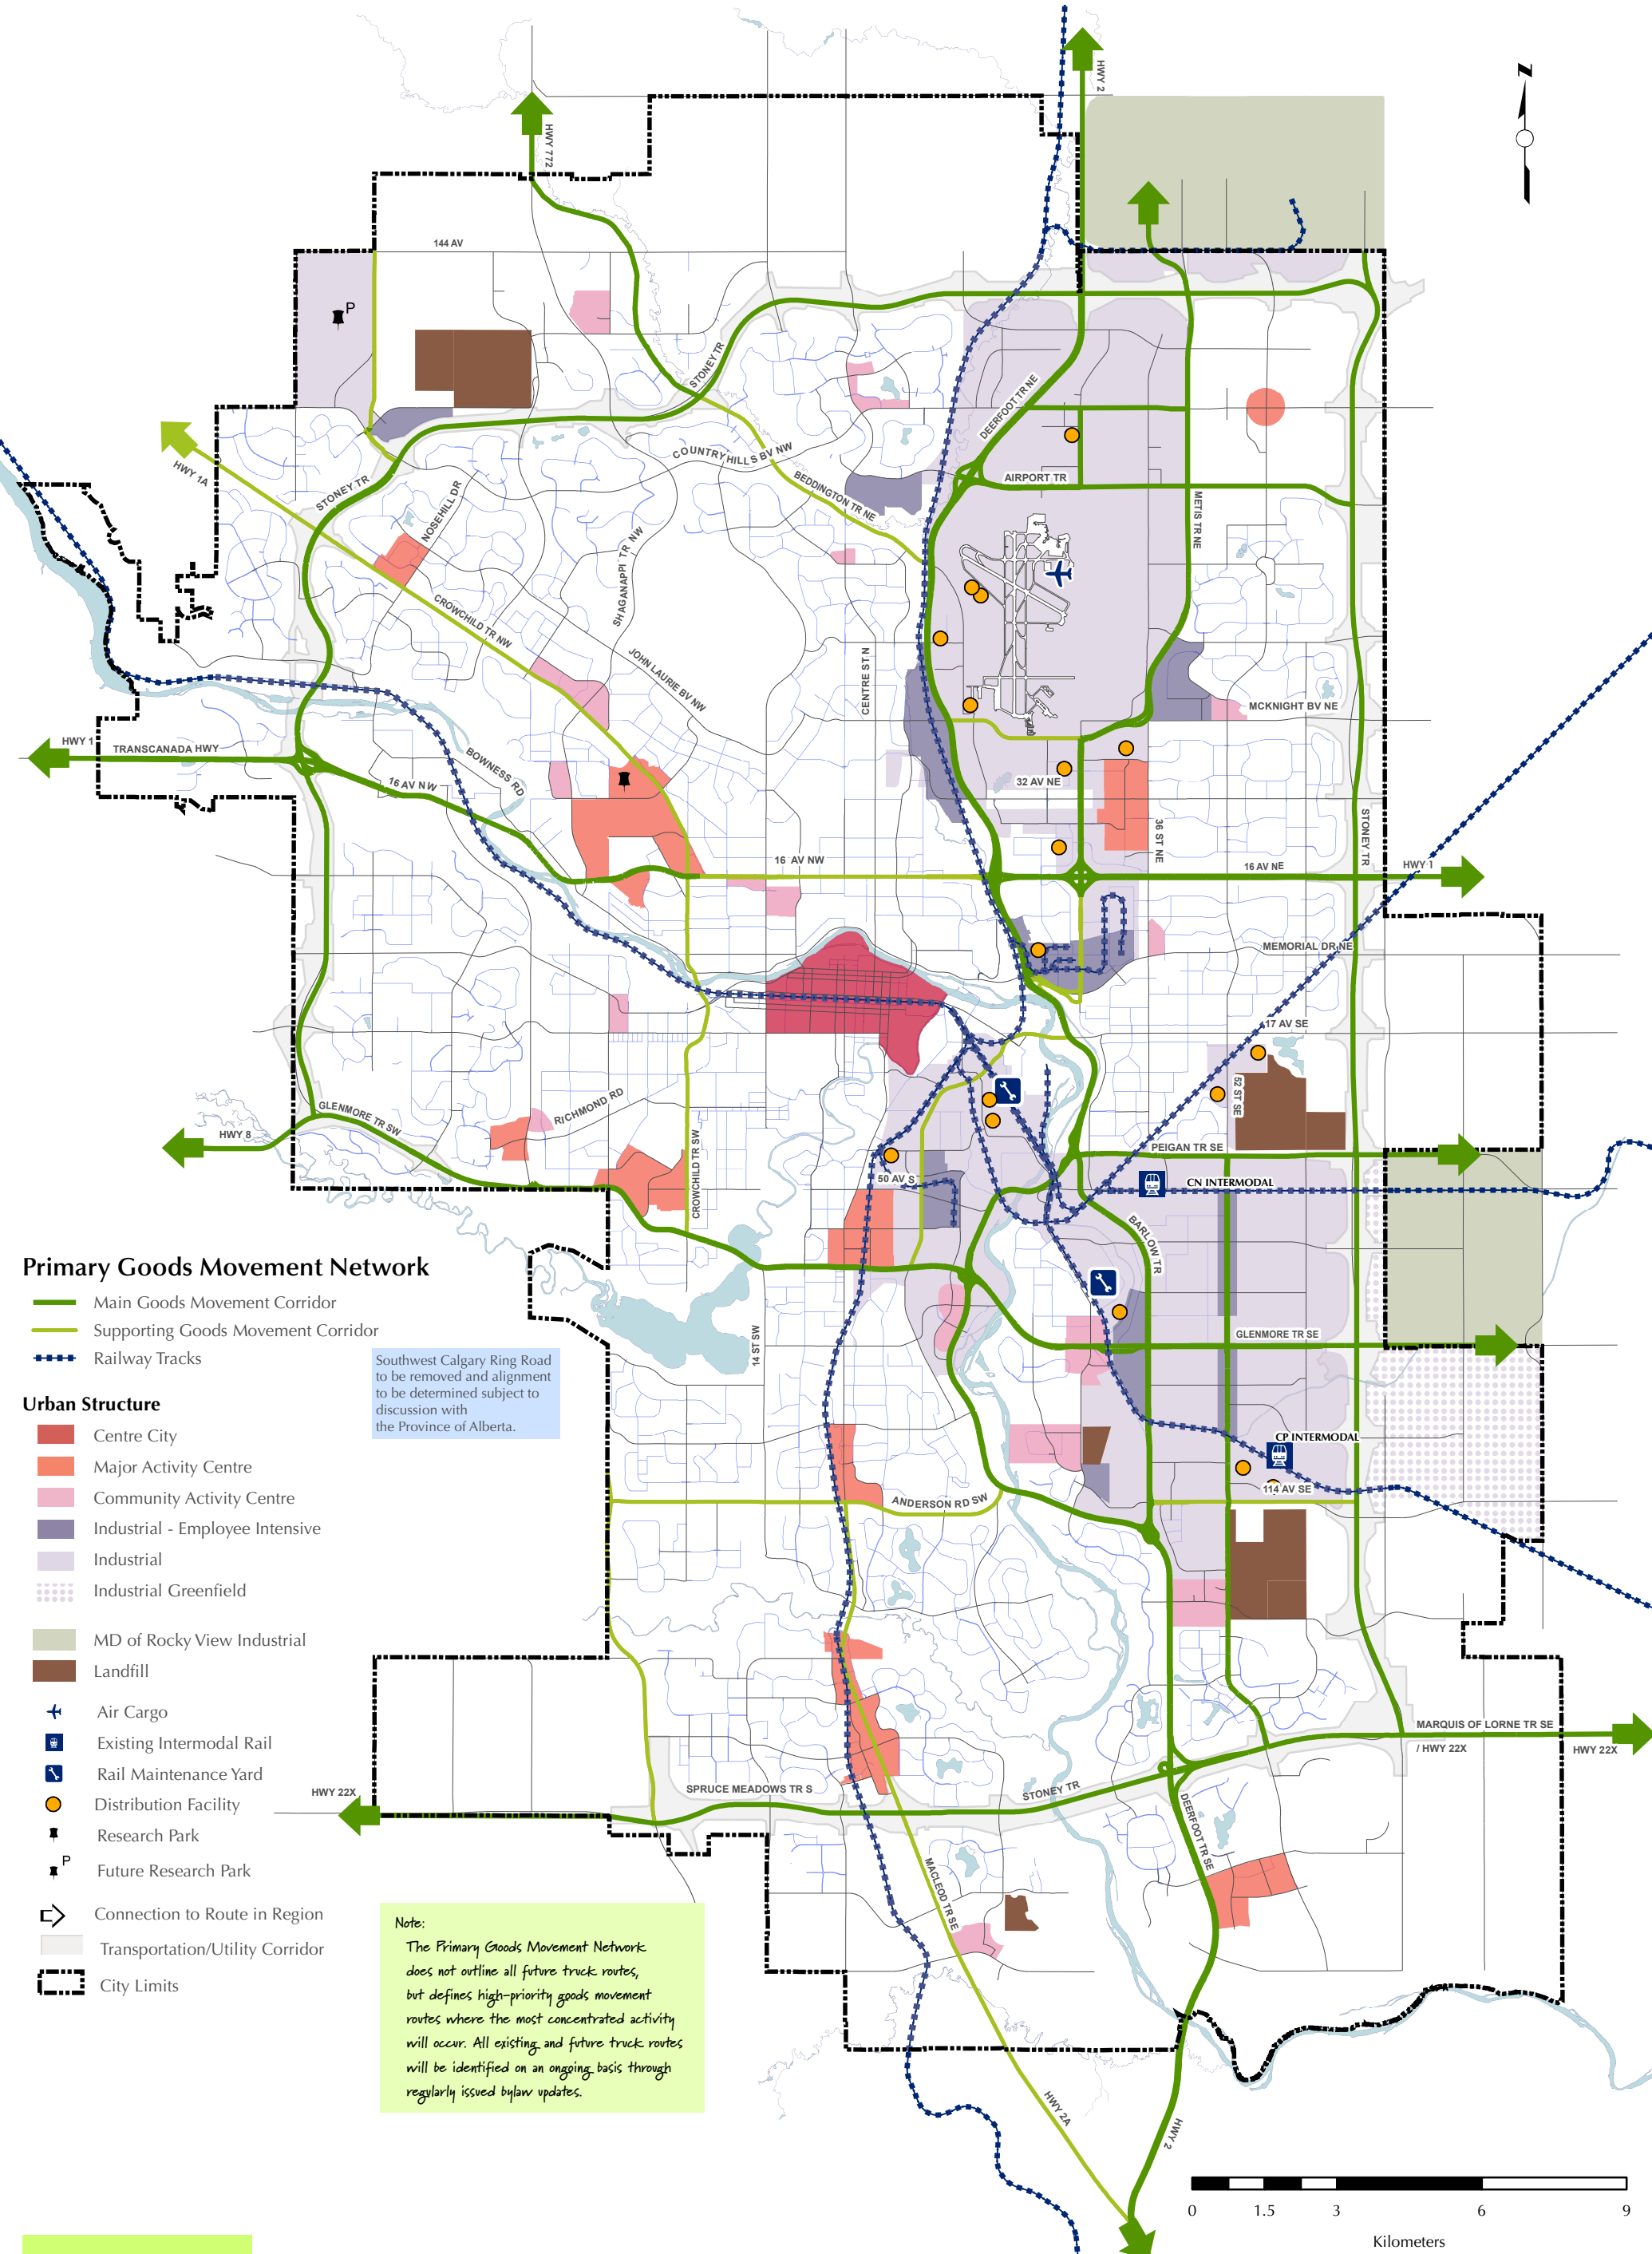 N
HWY 2
HWY 772
144 AV
P
STONEY TR
DEERFOOT TR NE
HWY 1A
COUNTRY HILLS BV NW
STONEY TR
NOSEHILL DR
BEDDINGTON TR NE
AIRPORT TR
METIS TR NE
SHAGANAPPI TR NW
CROWCHILD TR NW
JOHN LAURIE BV NW
CENTRE ST N
MCKNIGHT BV NE
HWY 1
TRANSCANADA HWY
BOWNESS RD
16 AV NW
32 AV NE
36 ST NE
STONEY TR
16 AV NW
16 AV NE
HWY 1
MEMORIAL DR NE
17 AV SE
52 ST SE
RICHMOND RD
GLENMORE TR SW
HWY 8
CROWCHILD TR SW
50 AV S
PEIGAN TR SE
CN INTERMODAL
BARLOW TR
14 ST SW
GLENMORE TR SE
CP INTERMODAL
114 AV SE
ANDERSON RD SW
MARQUIS OF LORNE TR SE
/ HWY 22X
HWY 22X
HWY 22X
SPRUCE MEADOWS TR S
STONEY TR
DEERFOOT TR SE
MACLEOD TR SE
HWY 2A
HWY 2
Primary Goods Movement Network
Main Goods Movement Corridor
Supporting Goods Movement Corridor
Railway Tracks
Southwest Calgary Ring Road
to be removed and alignment
to be determined subject to
discussion with
the Province of Alberta.
Urban Structure
Centre City
Major Activity Centre
Community Activity Centre
Industrial - Employee Intensive
Industrial
Industrial Greenfield
MD of Rocky View Industrial
Landfill
Air Cargo
Existing Intermodal Rail
Rail Maintenance Yard
Distribution Facility
Research Park
P
Future Research Park
Connection to Route in Region
Transportation/Utility Corridor
City Limits
Note:
The Primary Goods Movement Network
does not outline all future truck routes,
but defines high-priority goods movement
routes where the most concentrated activity
will occur. All existing and future truck routes
will be identified on an ongoing basis through
regularly issued bylaw updates.
0 1.5 3 6 9
Kilometers